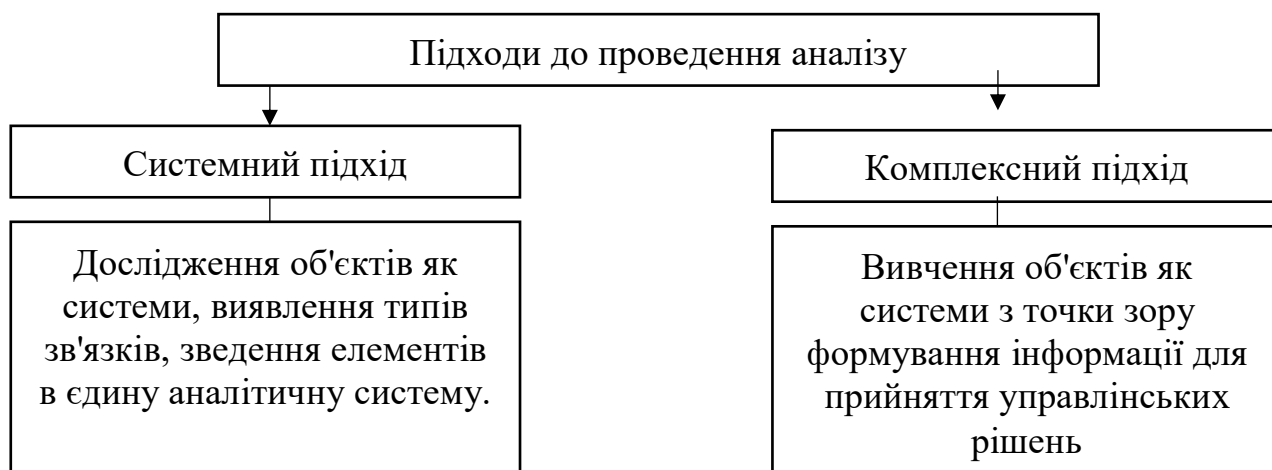 Підходи до проведення аналізу
Системний підхід
Комплексний підхід
Дослідження об'єктів як
системи, виявлення типів
зв'язків, зведення елементів
в єдину аналітичну систему.
Вивчення об'єктів як
системи з точки зору
формування інформації для
прийняття управлінських
рішень